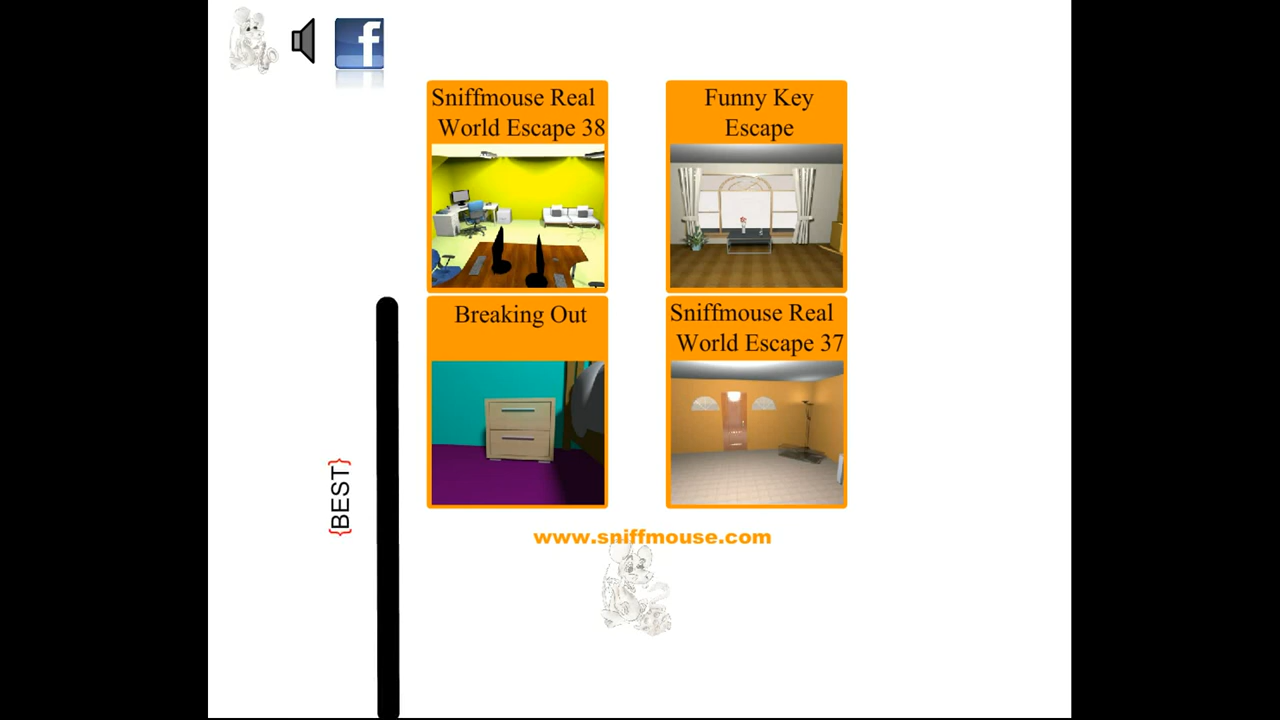 f
Sniffmouse Real
World Escape 38
Funny Key
Escape
Breaking Out
Sniffmouse Real
World Escape 37
{BEST}
www.sniffmouse.com